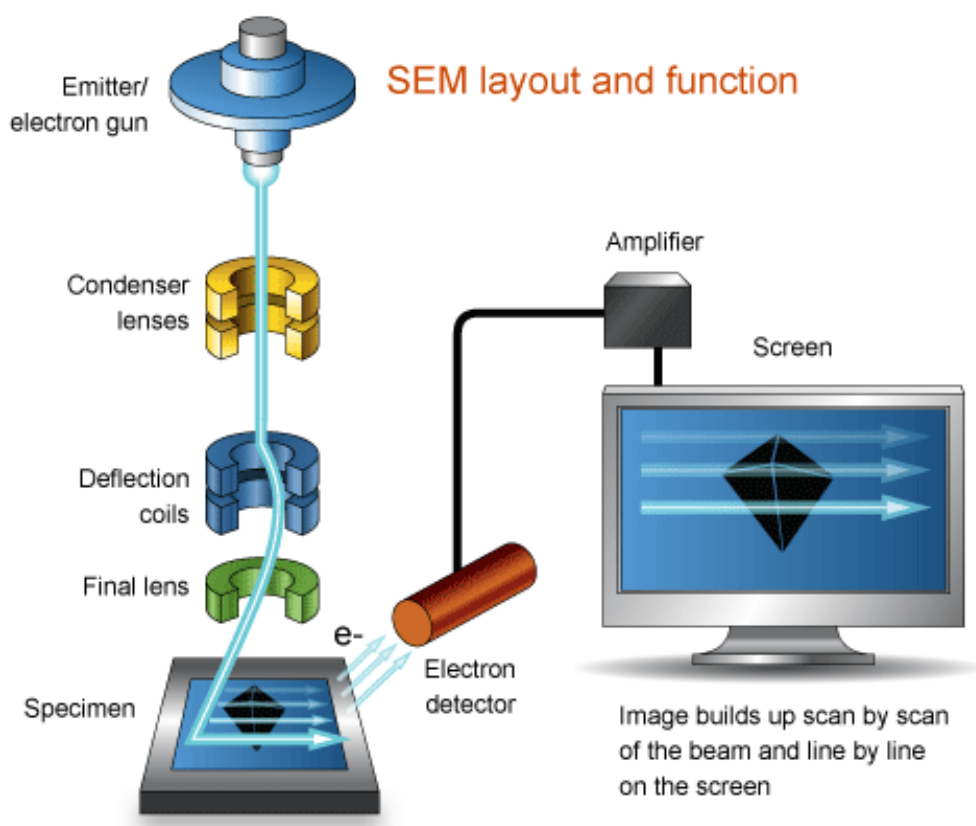 SEM layout and function
Emitter/
electron gun
Condenser
lenses
Amplifier
Screen
Deflection
coils
Final lens
e-
Electron
detector
Specimen
Image builds up scan by scan
of the beam and line by line
on the screen